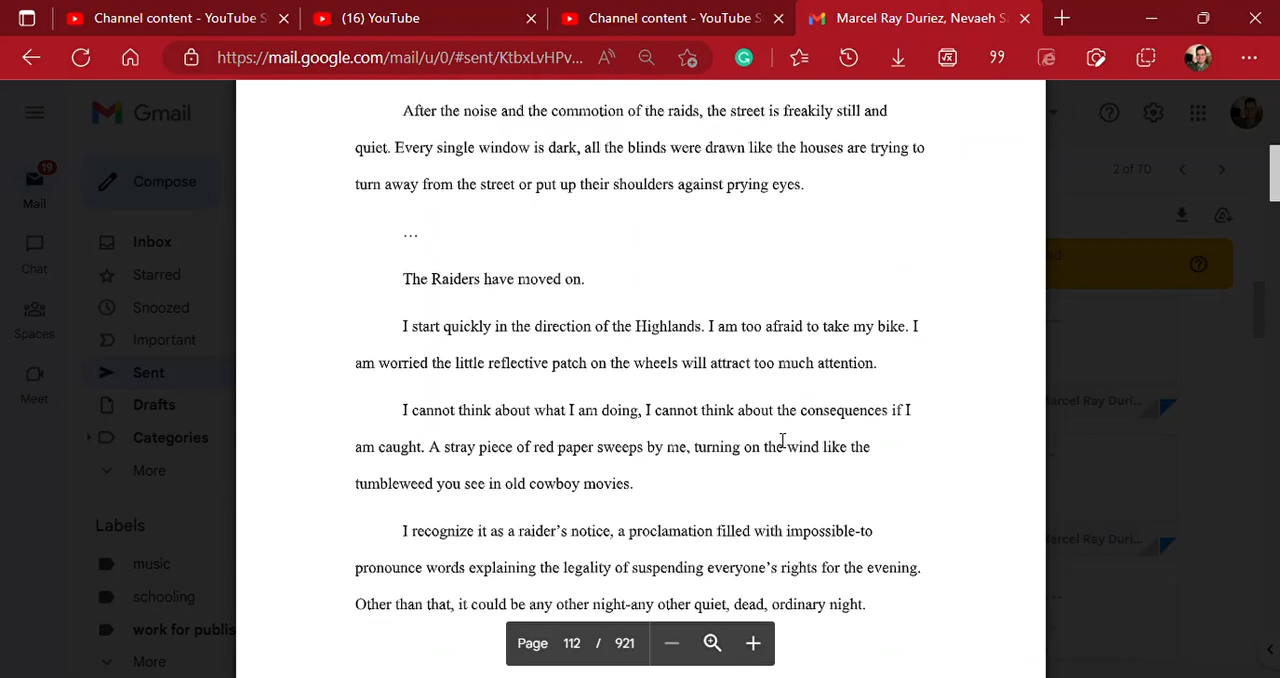 Channel content - YouTube S
(16) YouTube
Channel content - YouTube S
Marcel Ray Duriez, Nevaeh S
https://mail.google.com/mail/u/0/#sent/KtbxLvHPv...
Gmail
2 of 70
Compose
19
Mail
Chat
Spaces
Meet
Inbox
Starred
Snoozed
Important
Sent
Drafts
Categories
More
Labels
music
schooling
work for publis
More
After the noise and the commotion of the raids, the street is freakily still and
quiet. Every single window is dark, all the blinds were drawn like the houses are trying to
turn away from the street or put up their shoulders against prying eyes.
…
The Raiders have moved on.
I start quickly in the direction of the Highlands. I am too afraid to take my bike. I
am worried the little reflective patch on the wheels will attract too much attention.
I cannot think about what I am doing, I cannot think about the consequences if I
am caught. A stray piece of red paper sweeps by me, turning on the wind like the
tumbleweed you see in old cowboy movies.
I recognize it as a raider’s notice, a proclamation filled with impossible-to
pronounce words explaining the legality of suspending everyone’s rights for the evening.
Other than that, it could be any other night-any other quiet, dead, ordinary night.
Page 112 / 921
Marcel Ray Duri...
Marcel Ray Duri...